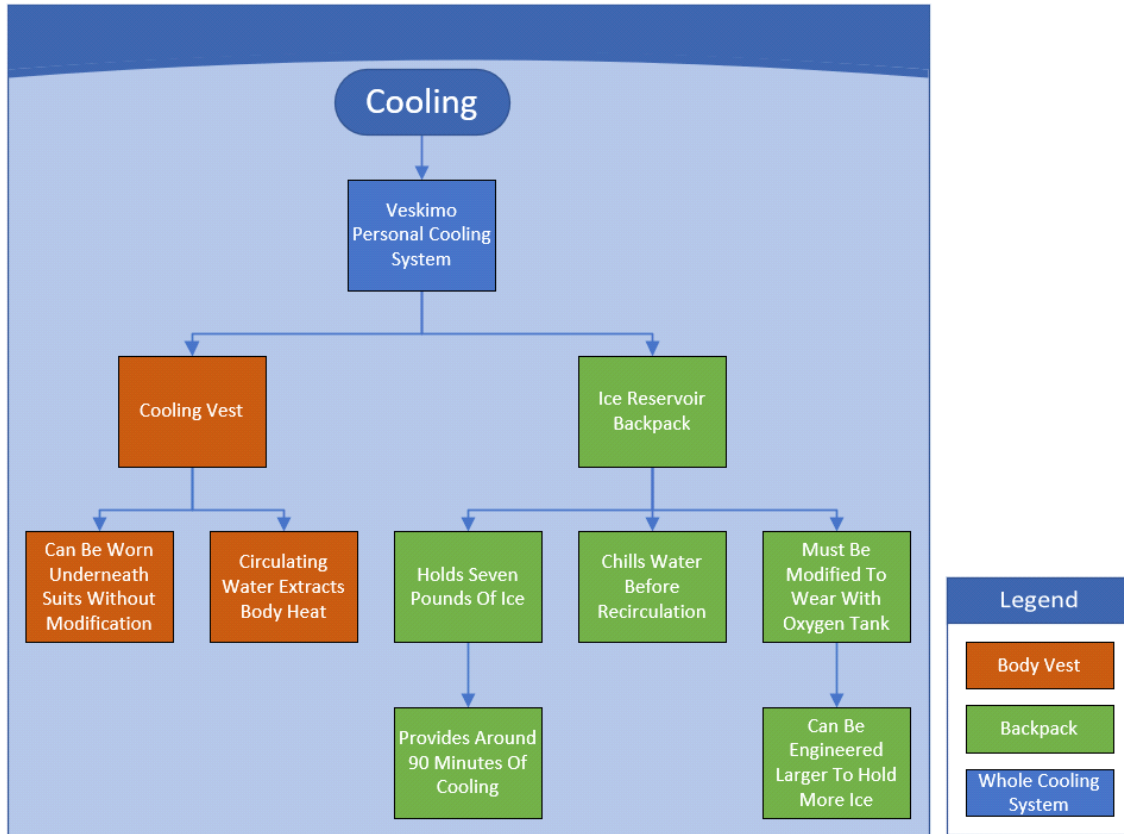 Cooling
Veskimo
Personal Cooling
System
Cooling Vest
Ice Reservoir
Backpack
Can Be Worn
Underneath
Suits Without
Modification
Circulating
Water Extracts
Body Heat
Holds Seven
Pounds Of Ice
Chills Water
Before
Recirculation
Must Be
Modified To
Wear With
Oxygen Tank
Provides Around
90 Minutes Of
Cooling
Can Be
Engineered
Larger To Hold
More Ice
Legend
Body Vest
Backpack
Whole Cooling
System